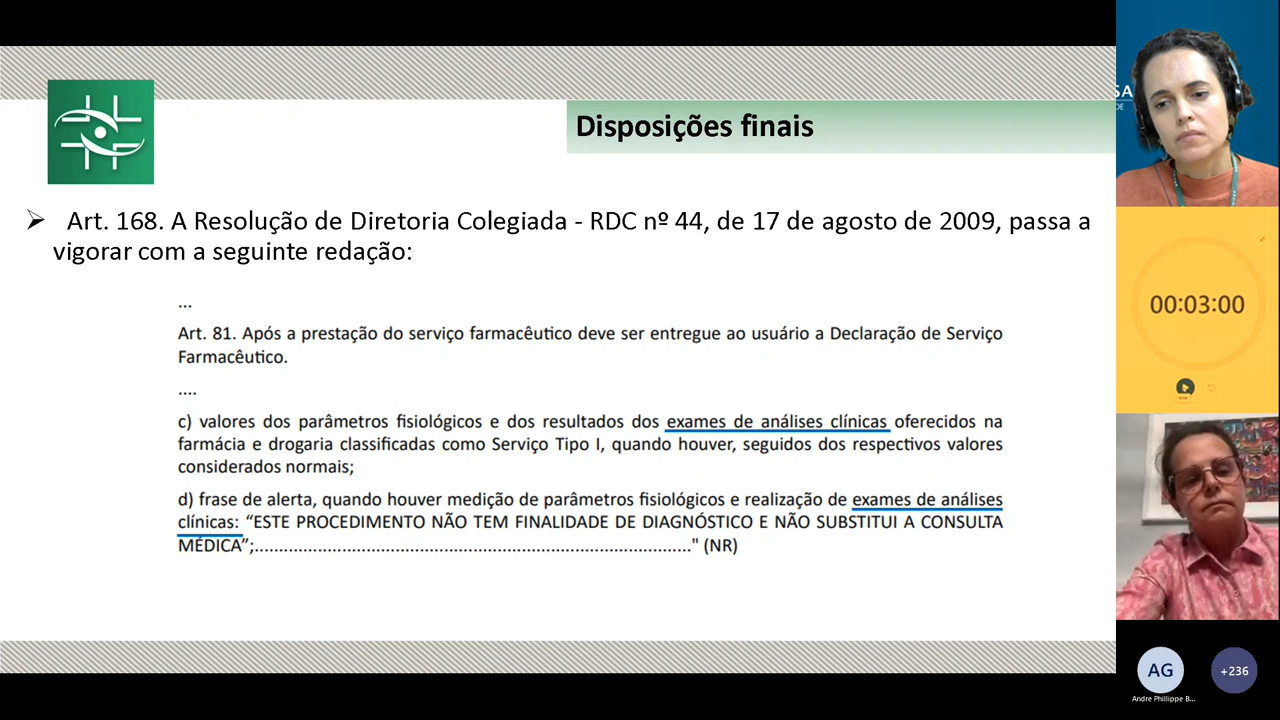 Disposições finais
Art. 168. A Resolução de Diretoria Colegiada - RDC nº 44, de 17 de agosto de 2009, passa a
vigorar com a seguinte redação:
...
Art. 81. Após a prestação do serviço farmacêutico deve ser entregue ao usuário a Declaração de Serviço
Farmacêutico.
....
c) valores dos parâmetros fisiológicos e dos resultados dos exames de análises clínicas oferecidos na
farmácia e drogaria classificadas como Serviço Tipo I, quando houver, seguidos dos respectivos valores
considerados normais;
d) frase de alerta, quando houver medição de parâmetros fisiológicos e realização de exames de análises
clínicas: “ESTE PROCEDIMENTO NÃO TEM FINALIDADE DE DIAGNÓSTICO E NÃO SUBSTITUI A CONSULTA
MÉDICA”;....................................................................................." (NR)
SA
DE
00:03:00
AG
+236
Andre Phillippe B...